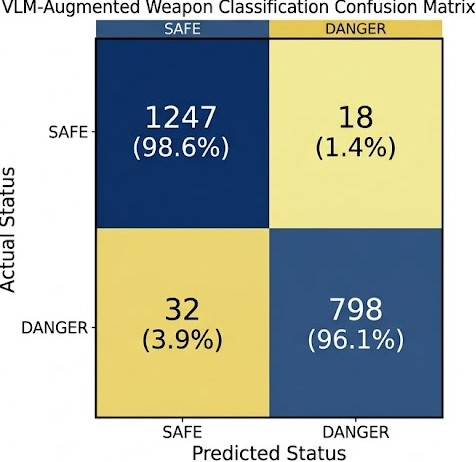 VLM-Augmented Weapon Classification Confusion Matrix
SAFE DANGER
SAFE
1247 18
(98.6%) (1.4%)
Actual Status
DANGER
32 798
(3.9%) (96.1%)
SAFE DANGER
Predicted Status